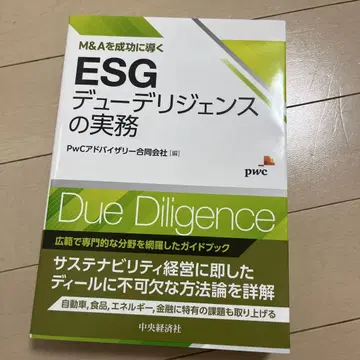 M&Aを成功に導く
ESG
デューデリジェンス
の実務
PwCアドバイザリー合同会社[編]
pwc
Due Diligence
広範で専門的な分野を網羅したガイドブック
サステナビリティ経営に即した
ディールに不可欠な方法論を詳解
自動車,食品,エネルギー,金融に特有の課題も取り上げる
中央経済社